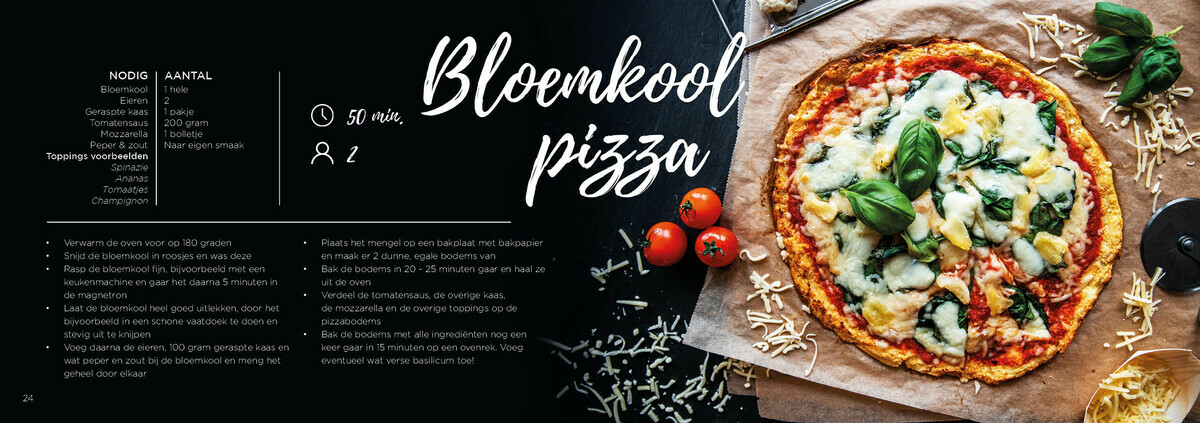 Bloemkool
pizza
NODIG AANTAL
Bloemkool 1 hele
Eieren 2
Geraspte kaas 1 pakje
Tomatensaus 200 gram
Mozzarella 1 bolletje
Peper & zout Naar eigen smaak
Toppings voorbeelden
Spinazie
Ananas
Tomaatjes
Champignon
50 min.
2
• Verwarm de oven voor op 180 graden
• Snijd de bloemkool in roosjes en was deze
• Rasp de bloemkool fijn, bijvoorbeeld met een
keukenmachine en gaar het daarna 5 minuten in
de magnetron
• Laat de bloemkool heel goed uitlekken, door het
bijvoorbeeld in een schone vaatdoek te doen en
stevig uit te knijpen
• Voeg daarna de eieren, 100 gram geraspte kaas en
wat peper en zout bij de bloemkool en meng het
geheel door elkaar
• Plaats het mengel op een bakplaat met bakpapier
en maak er 2 dunne, egale bodems van
• Bak de bodems in 20 - 25 minuten gaar en haal ze
uit de oven
• Verdeel de tomatensaus, de overige kaas,
de mozzarella en de overige toppings op de
pizzabodems
• Bak de bodems met alle ingrediënten nog een
keer gaar in 15 minuten op een ovenrek. Voeg
eventueel wat verse basilicum toe!
24